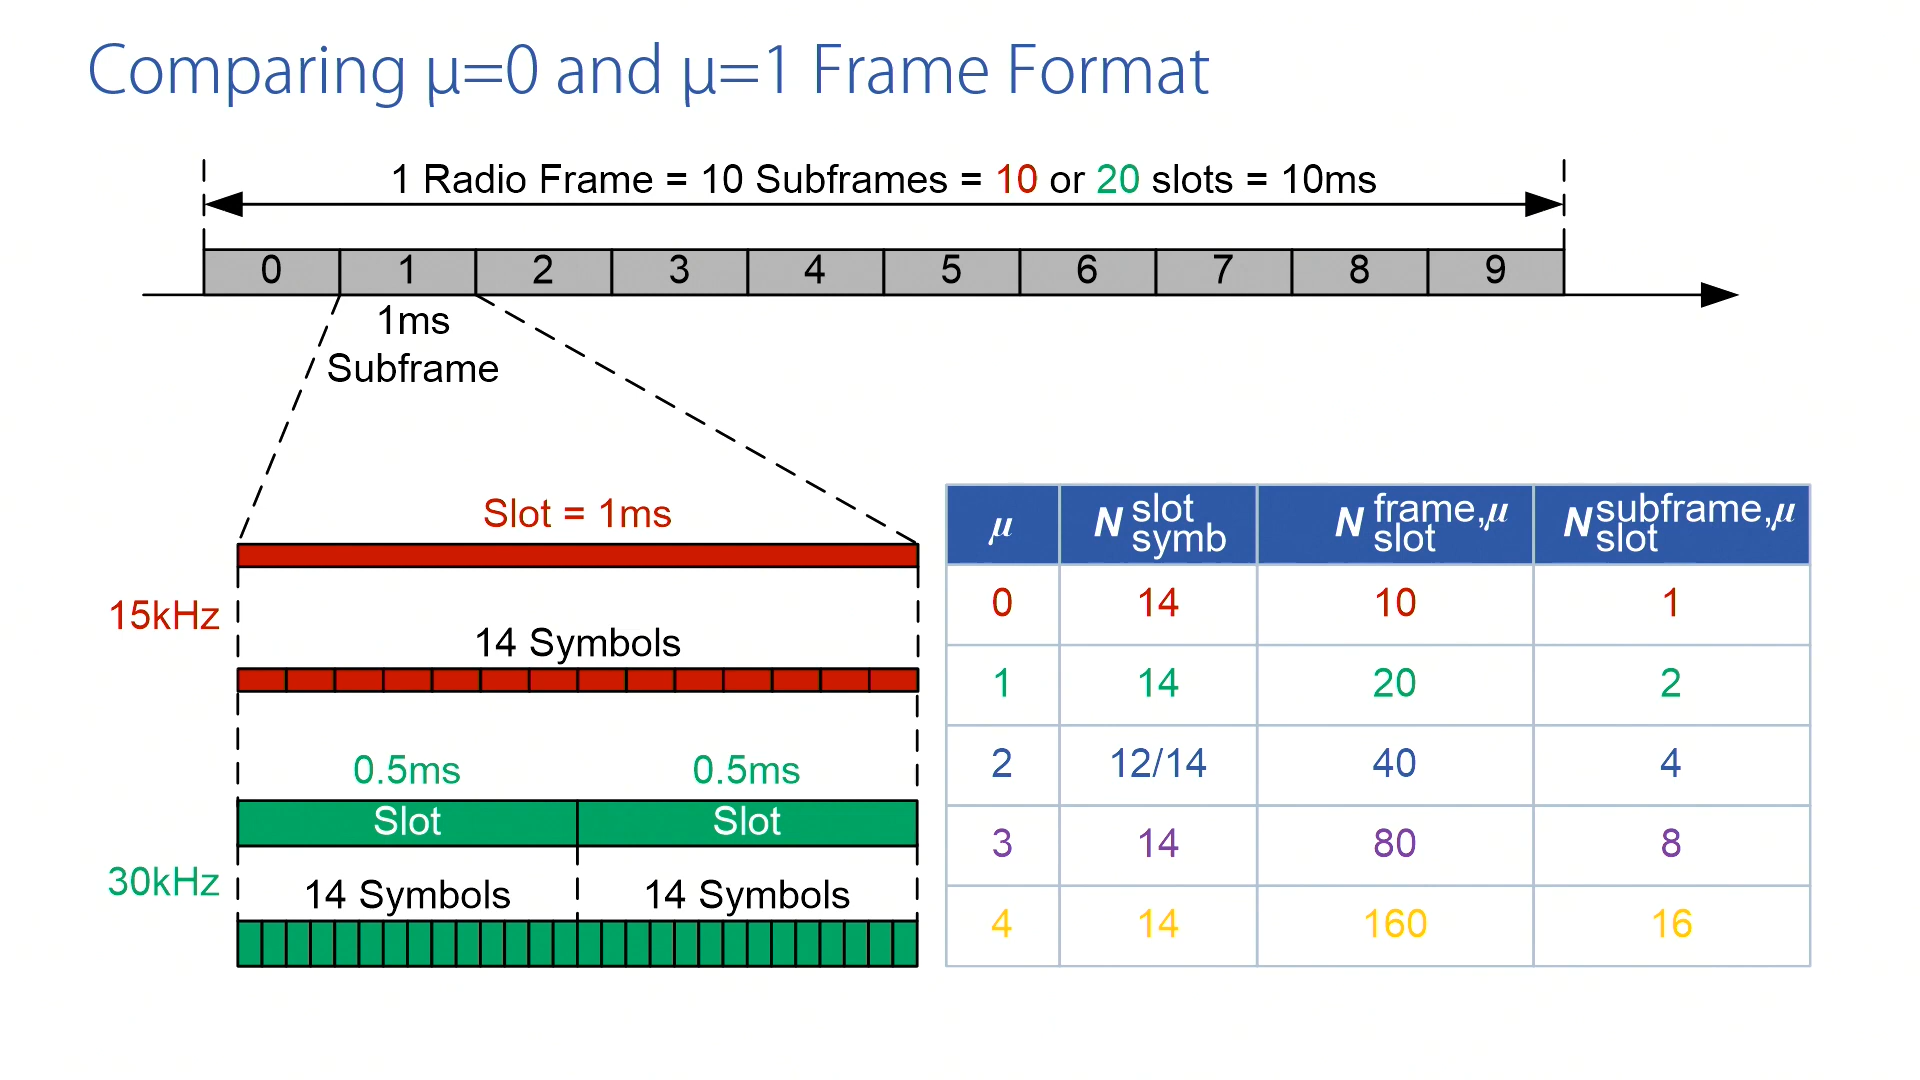 Comparing µ=0 and µ=1 Frame Format
1 Radio Frame = 10 Subframes = 10 or 20 slots = 10ms
0 1 2 3 4 5 6 7 8 9
1ms
Subframe
Slot = 1ms
15kHz
14 Symbols
0.5ms 0.5ms
Slot Slot
30kHz
14 Symbols 14 Symbols
µ N slot symb N frame,µ slot N subframe,µ slot
0 14 10 1
1 14 20 2
2 12/14 40 4
3 14 80 8
4 14 160 16